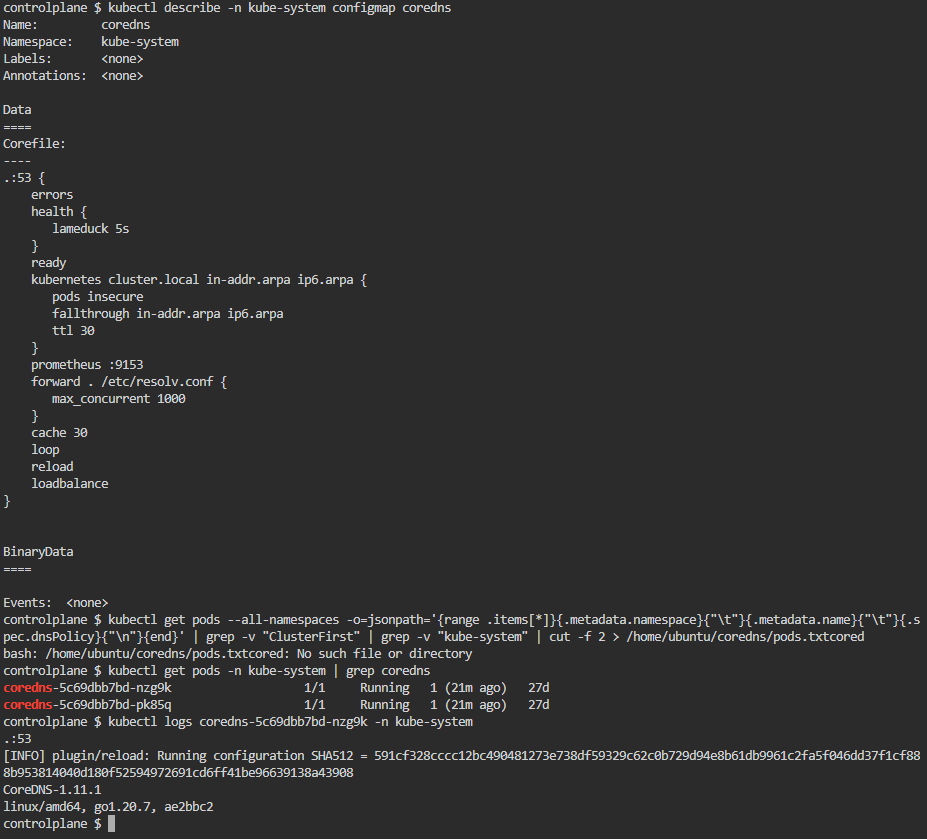 controlplane $ kubectl describe -n kube-system configmap coredns
Name:         coredns
Namespace:    kube-system
Labels:       <none>
Annotations:  <none>

Data
====
Corefile:
----
.:53 {
    errors
    health {
       lameduck 5s
    }
    ready
    kubernetes cluster.local in-addr.arpa ip6.arpa {
       pods insecure
       fallthrough in-addr.arpa ip6.arpa
       ttl 30
    }
    prometheus :9153
    forward . /etc/resolv.conf {
       max_concurrent 1000
    }
    cache 30
    loop
    reload
    loadbalance
}

BinaryData
====

Events:  <none>
controlplane $ kubectl get pods --all-namespaces -o=jsonpath='{range .items[*]}{.metadata.namespace}{"\t"}{.metadata.name}{"\t"}{.s
pec.dnsPolicy}{"\n"}{end}' | grep -v "ClusterFirst" | grep -v "kube-system" | cut -f 2 > /home/ubuntu/coredns/pods.txtcored
bash: /home/ubuntu/coredns/pods.txtcored: No such file or directory
controlplane $ kubectl get pods -n kube-system | grep coredns
coredns-5c69dbb7bd-nzg9k                   1/1     Running   1 (21m ago)   27d
coredns-5c69dbb7bd-pk85q                   1/1     Running   1 (21m ago)   27d
controlplane $ kubectl logs coredns-5c69dbb7bd-nzg9k -n kube-system
.:53
[INFO] plugin/reload: Running configuration SHA512 = 591cf328cccc12bc490481273e738df59329c62c0b729d94e8b61db9961c2fa5f046dd37f1cf88
8b953814040d180f52594972691cd6ff41be96639138a43908
CoreDNS-1.11.1
linux/amd64, go1.20.7, ae2bbc2
controlplane $